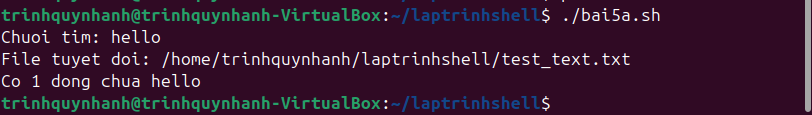 trinhquynhanh@trinhquynhanh-VirtualBox:~/laptrinhshell$ ./bai5a.sh
Chuoi tim: hello
File tuyet doi: /home/trinhquynhanh/laptrinhshell/test_text.txt
Co 1 dong chua hello
trinhquynhanh@trinhquynhanh-VirtualBox:~/laptrinhshell$